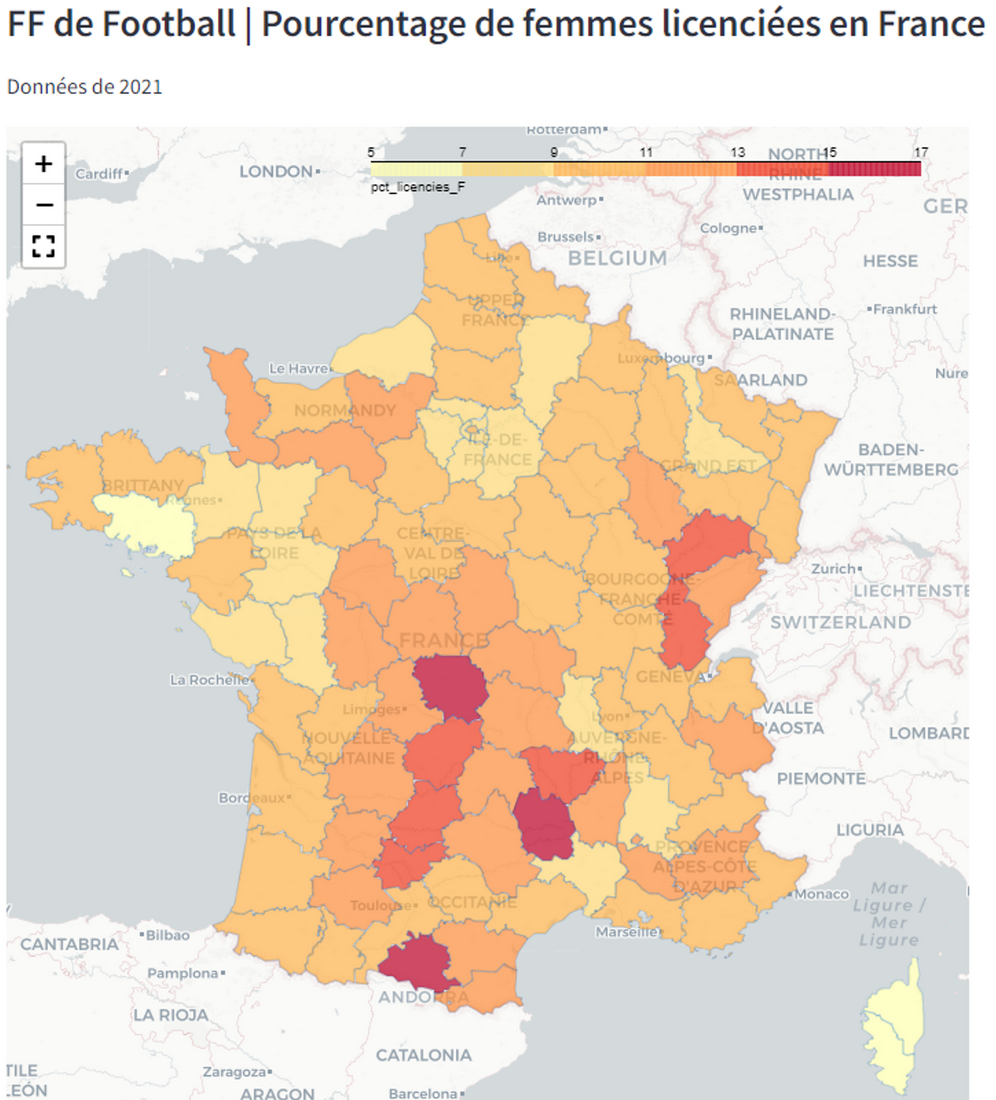 FF de Football | Pourcentage de femmes licenciées en France
Données de 2021
Rotterdam
5 7 9 11 13 15 17
pct_licencies_F
+
−
Cardiff
LONDON
NORTH
RHINE
WESTPHALIA
Antwerp
GER
Cologne
Brussels
BELGIUM
Lille
HESSE
UPPER
FRANCE
RHINELAND-
PALATINATE
Frankfurt
Luxembourg
Le Havre
SAARLAND
Nure
NORMANDY
ÎLE-DE-
FRANCE
GRAND EST
BADEN-
WÜRTTEMBERG
BRITTANY
Rennes
PAYS DE LA
LOIRE
CENTRE-
VAL DE
LOIRE
BOURGOGNE-
FRANCHE
COMTÉ
Zurich
LIECHTENSTE
SWITZERLAND
FRANCE
La Rochelle
GENEVA
Limoges
Lyon
VALLE
D'AOSTA
NOUVELLE-
AQUITAINE
AUVERGNE-
RHÔNE
ALPES
LOMBARD
PIEMONTE
Bordeaux
LIGURIA
PROVENCE-
ALPES-CÔTE
D'AZUR
Monaco
Mar
Ligure /
Mer
Ligure
Toulouse
OCCITANIE
Marseille
CANTABRIA
Bilbao
Pamplona
ANDORRA
LA RIOJA
CATALONIA
TILE
LEÓN
Zaragoza
ARAGON
Barcelona